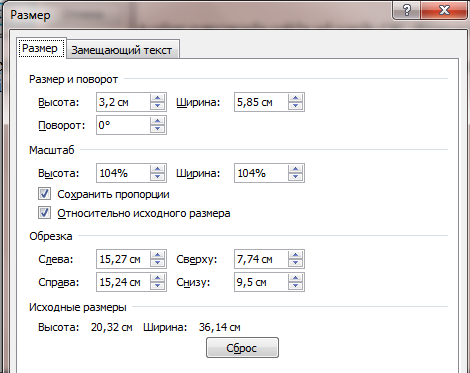 Размер
Размер Замещающий текст
Размер и поворот
Высота: 3,2 см Ширина: 5,85 см
Поворот: 0°
Масштаб
Высота: 104% Ширина: 104%
Сохранить пропорции
Относительно исходного размера
Обрезка
Слева: 15,27 см Сверху: 7,74 см
Справа: 15,24 см Снизу: 9,5 см
Исходные размеры
Высота: 20,32 см Ширина: 36,14 см
Сброс